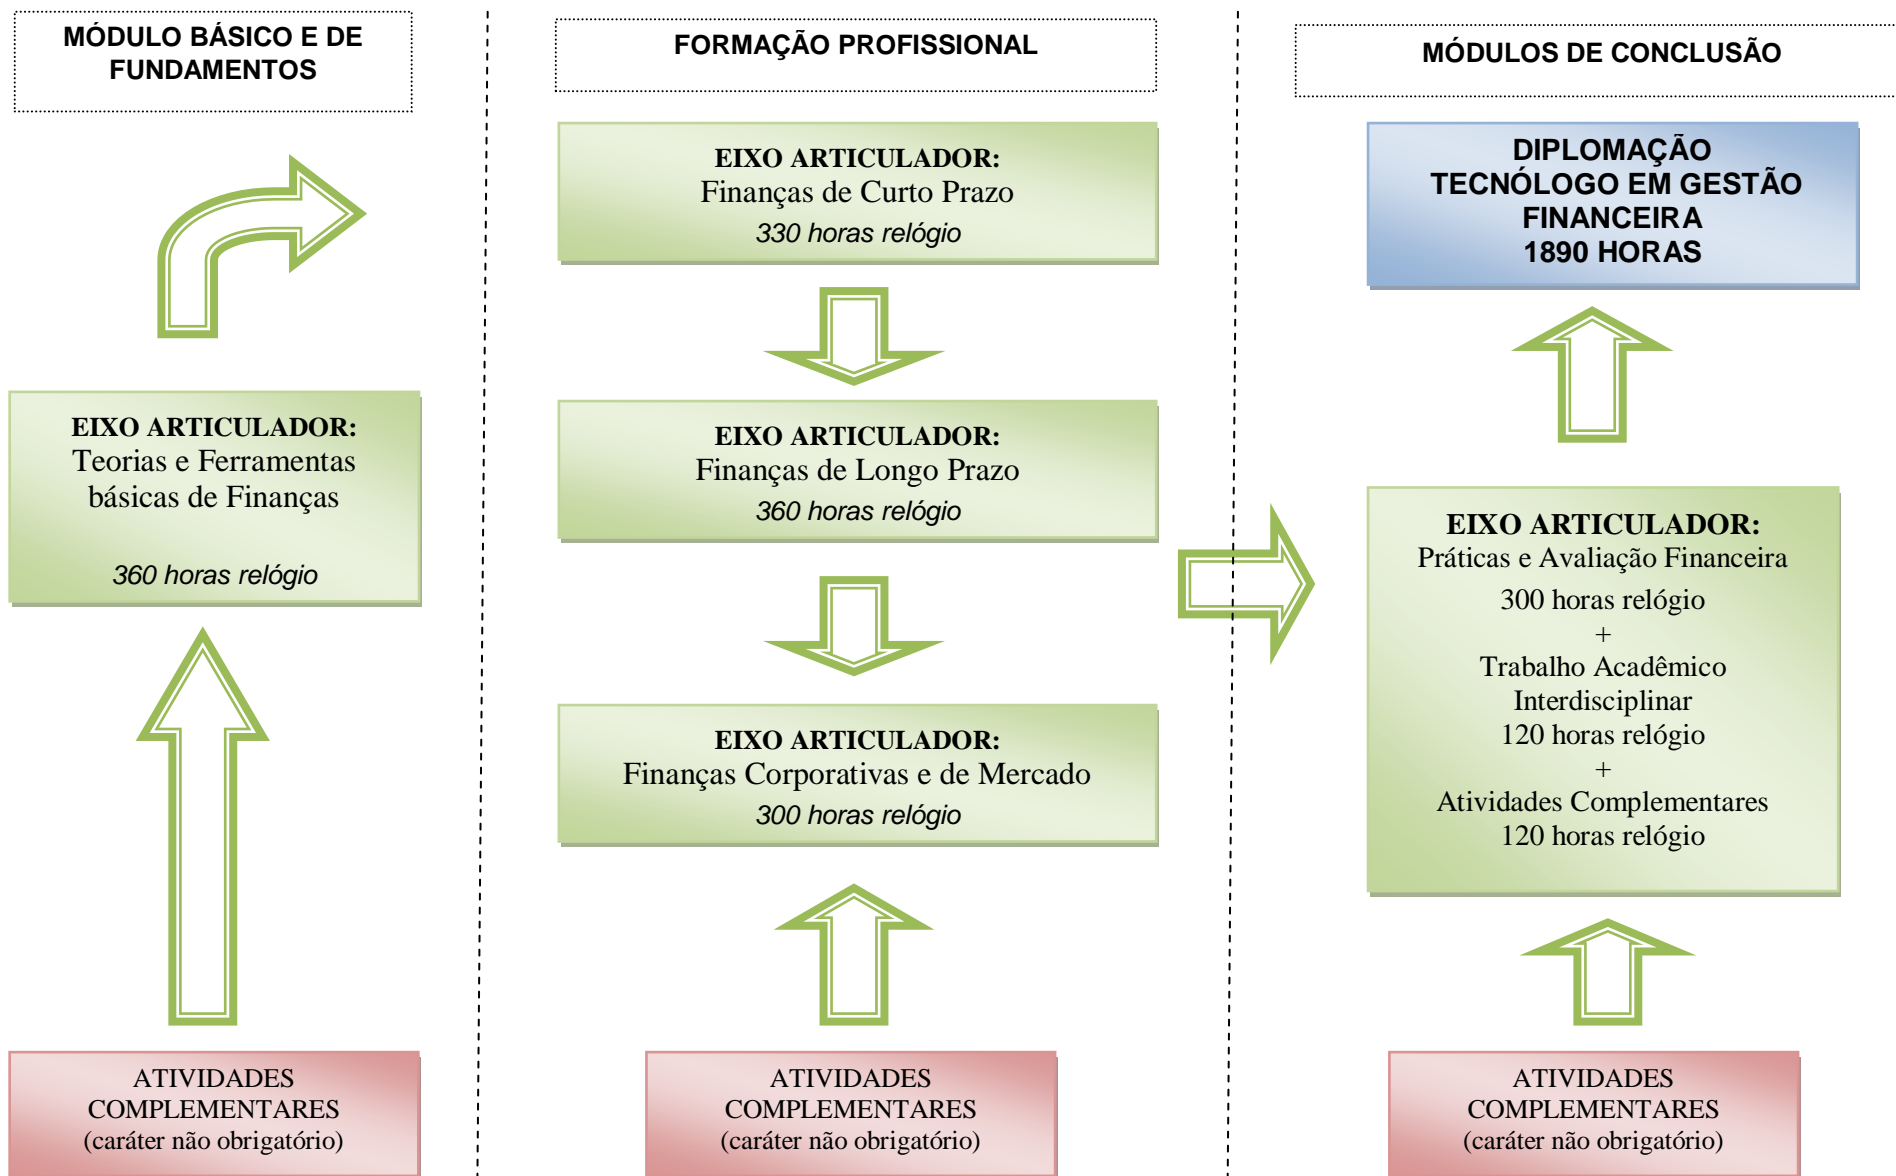 MÓDULO BÁSICO E DE
FUNDAMENTOS
EIXO ARTICULADOR:
Teorias e Ferramentas
básicas de Finanças
360 horas relógio
ATIVIDADES
COMPLEMENTARES
(caráter não obrigatório)
FORMAÇÃO PROFISSIONAL
EIXO ARTICULADOR:
Finanças de Curto Prazo
330 horas relógio
EIXO ARTICULADOR:
Finanças de Longo Prazo
360 horas relógio
EIXO ARTICULADOR:
Finanças Corporativas e de Mercado
300 horas relógio
ATIVIDADES
COMPLEMENTARES
(caráter não obrigatório)
MÓDULOS DE CONCLUSÃO
DIPLOMAÇÃO
TECNÓLOGO EM GESTÃO
FINANCEIRA
1890 HORAS
EIXO ARTICULADOR:
Práticas e Avaliação Financeira
300 horas relógio
+
Trabalho Acadêmico
Interdisciplinar
120 horas relógio
+
Atividades Complementares
120 horas relógio
ATIVIDADES
COMPLEMENTARES
(caráter não obrigatório)